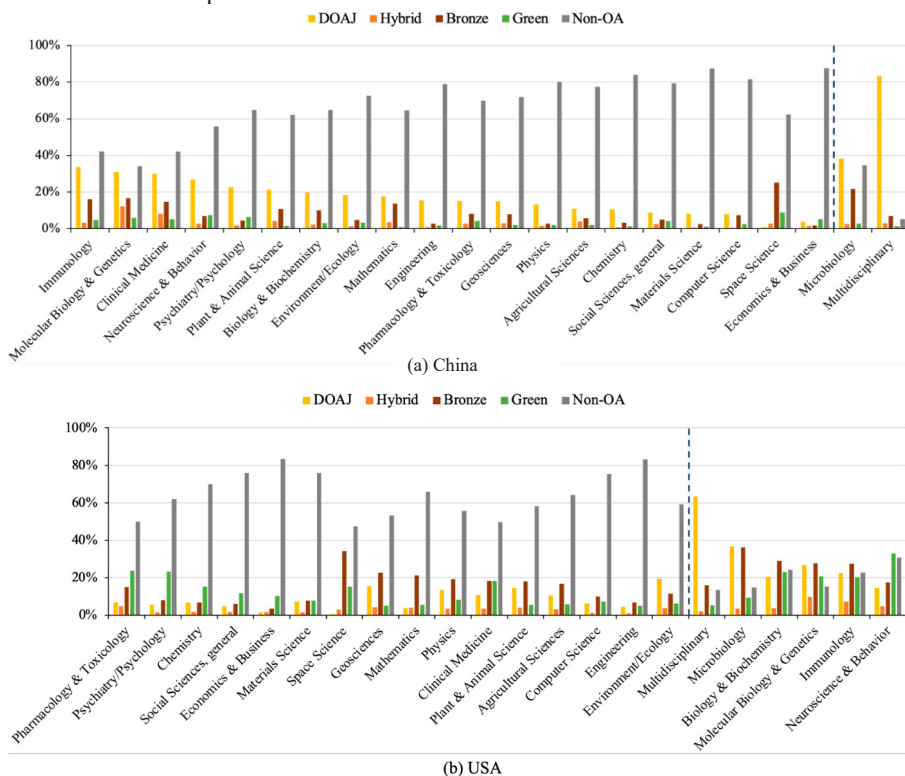 DOAJ Hybrid Bronze Green Non-OA
100%
80%
60%
40%
20%
0%
Immunology
Molecular Biology & Genetics
Clinical Medicine
Neuroscience & Behavior
Psychiatry/Psychology
Plant & Animal Science
Biology & Biochemistry
Environment/Ecology
Mathematics
Engineering
Pharmacology & Toxicology
Geosciences
Physics
Agricultural Sciences
Chemistry
Social Sciences, general
Materials Science
Computer Science
Space Science
Economics & Business
Microbiology
Multidisciplinary
(a) China
DOAJ Hybrid Bronze Green Non-OA
100%
80%
60%
40%
20%
0%
Pharmacology & Toxicology
Psychiatry/Psychology
Chemistry
Social Sciences, general
Economics & Business
Materials Science
Space Science
Geosciences
Mathematics
Physics
Clinical Medicine
Plant & Animal Science
Agricultural Sciences
Computer Science
Engineering
Environment/Ecology
Multidisciplinary
Microbiology
Biology & Biochemistry
Molecular Biology & Genetics
Immunology
Neuroscience & Behavior
(b) USA